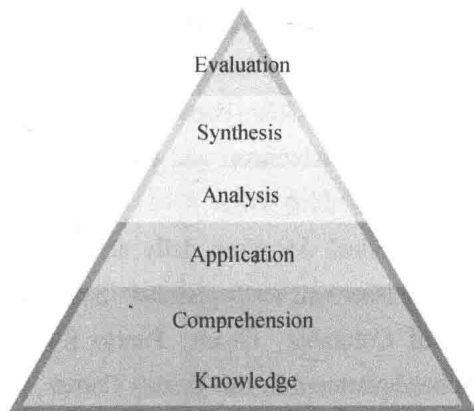 Evaluation
Synthesis
Analysis
Application
Comprehension
Knowledge